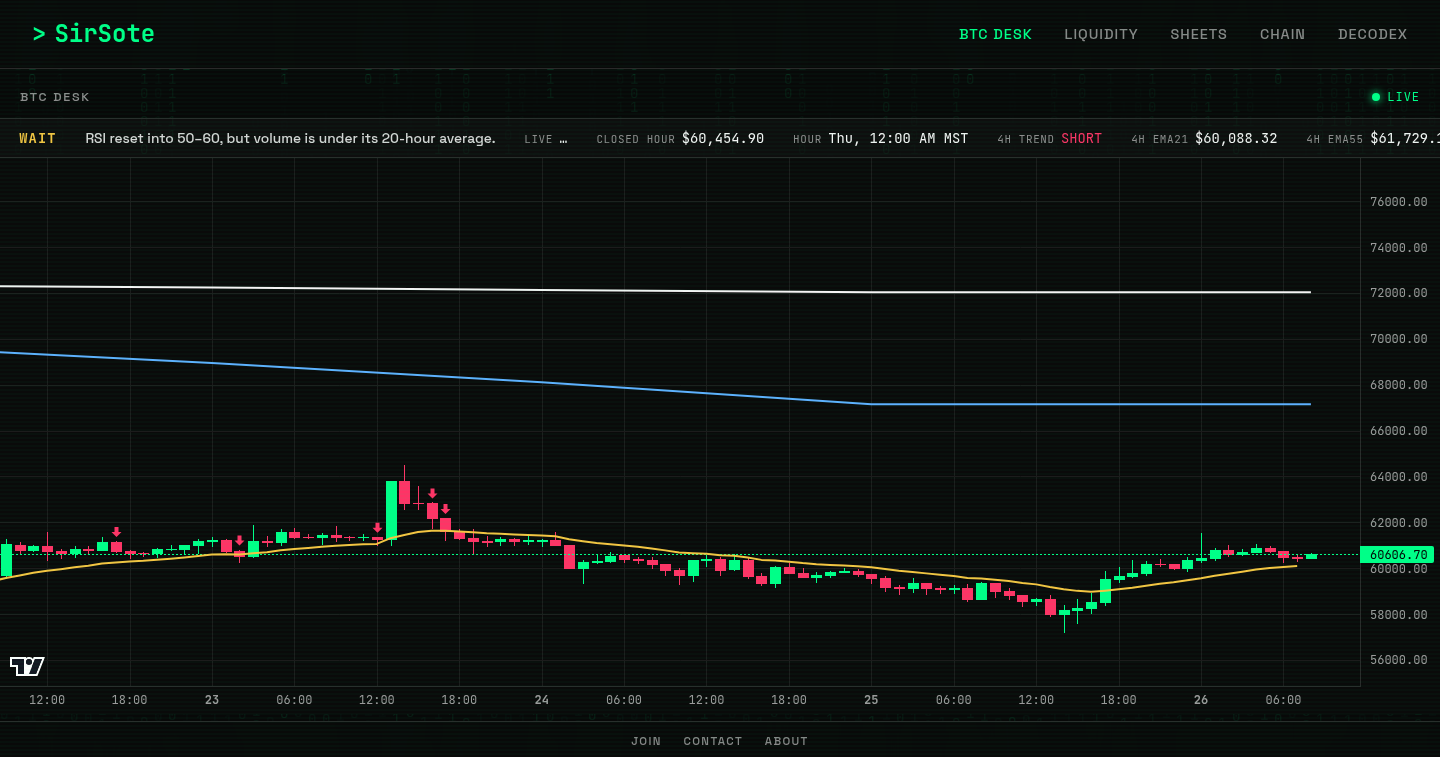 > SirSote
BTC DESK LIQUIDITY SHEETS CHAIN DECODEX
BTC DESK
LIVE
WAIT RSI reset into 50–60, but volume is under its 20-hour average. LIVE … CLOSED HOUR $60,454.90 HOUR Thu, 12:00 AM MST 4H TREND SHORT 4H EMA21 $60,088.32 4H EMA55 $61,729.1
76000.00
74000.00
72000.00
70000.00
68000.00
66000.00
64000.00
62000.00
60606.70
60000.00
58000.00
56000.00
12:00 18:00 23 06:00 12:00 18:00 24 06:00 12:00 18:00 25 06:00 12:00 18:00 26 06:00
JOIN CONTACT ABOUT